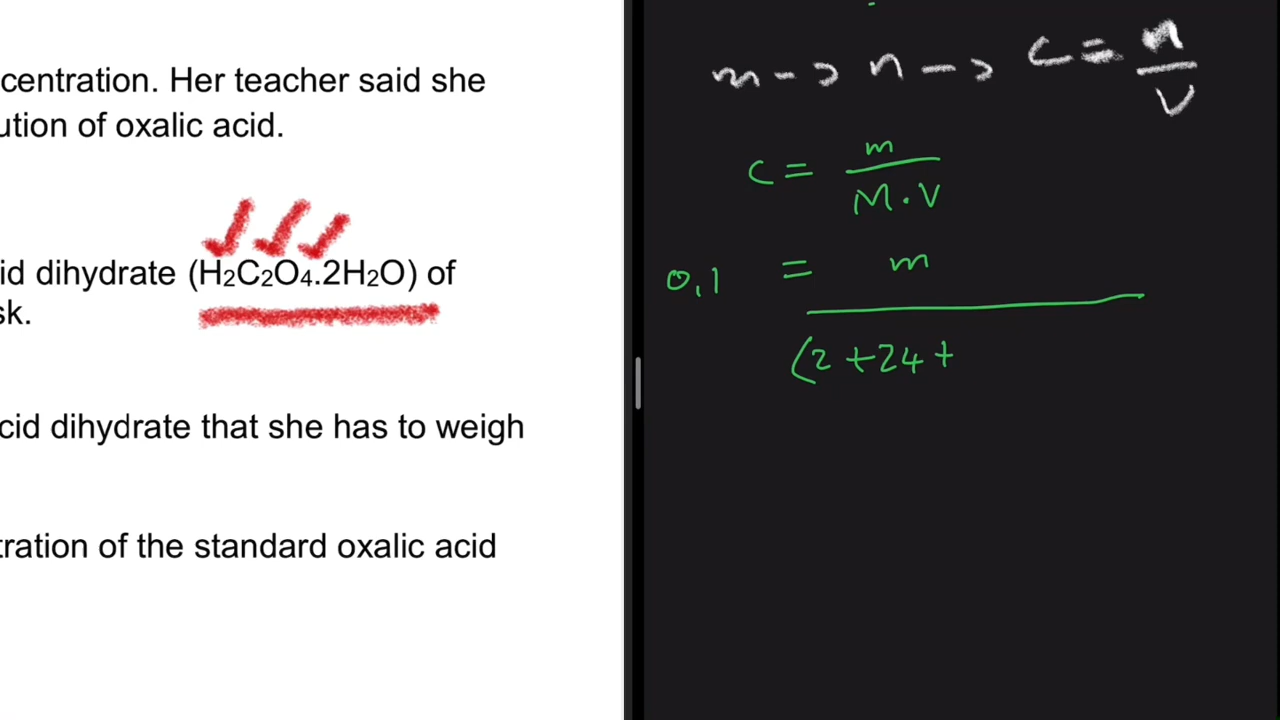 centration. Her teacher said she
ution of oxalic acid.
id dihydrate (H2C2O4.2H2O) of
sk.
cid dihydrate that she has to weigh
tration of the standard oxalic acid
m -> n -> c = n/V
c = m/M·V
0,1 = m/(2 + 24 +